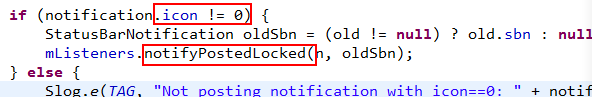 if (notification.icon != 0) {
StatusBarNotification oldSbn = (old != null) ? old.sbn : null
mListeners.notifyPostedLocked(n, oldSbn);
} else {
Slog.e(TAG, "Not posting notification with icon==0: " + notif